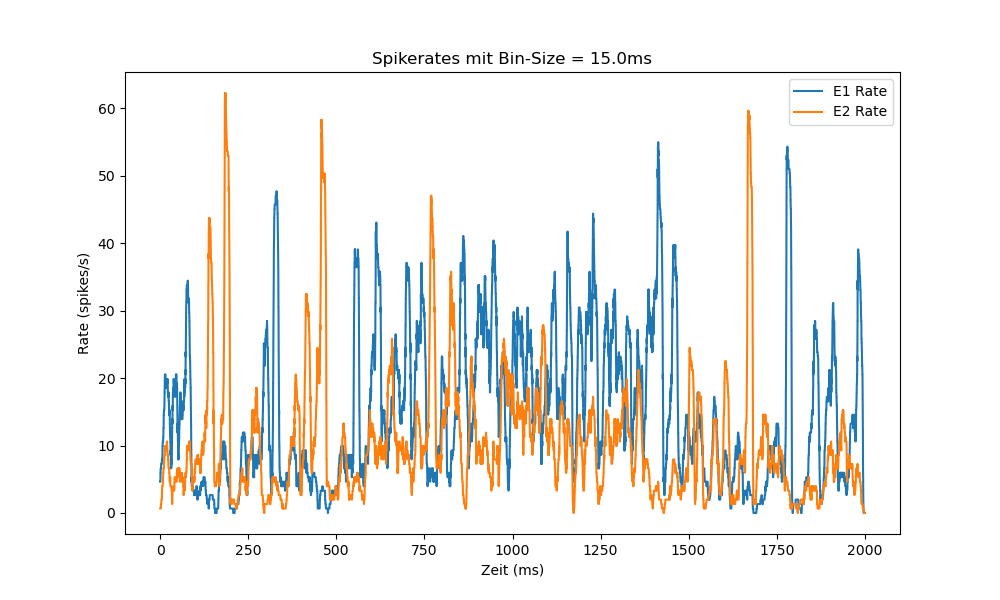 Spikerates mit Bin-Size = 15.0ms
E1 Rate
E2 Rate
Rate (spikes/s)
60
50
40
30
20
10
0
0 250 500 750 1000 1250 1500 1750 2000
Zeit (ms)